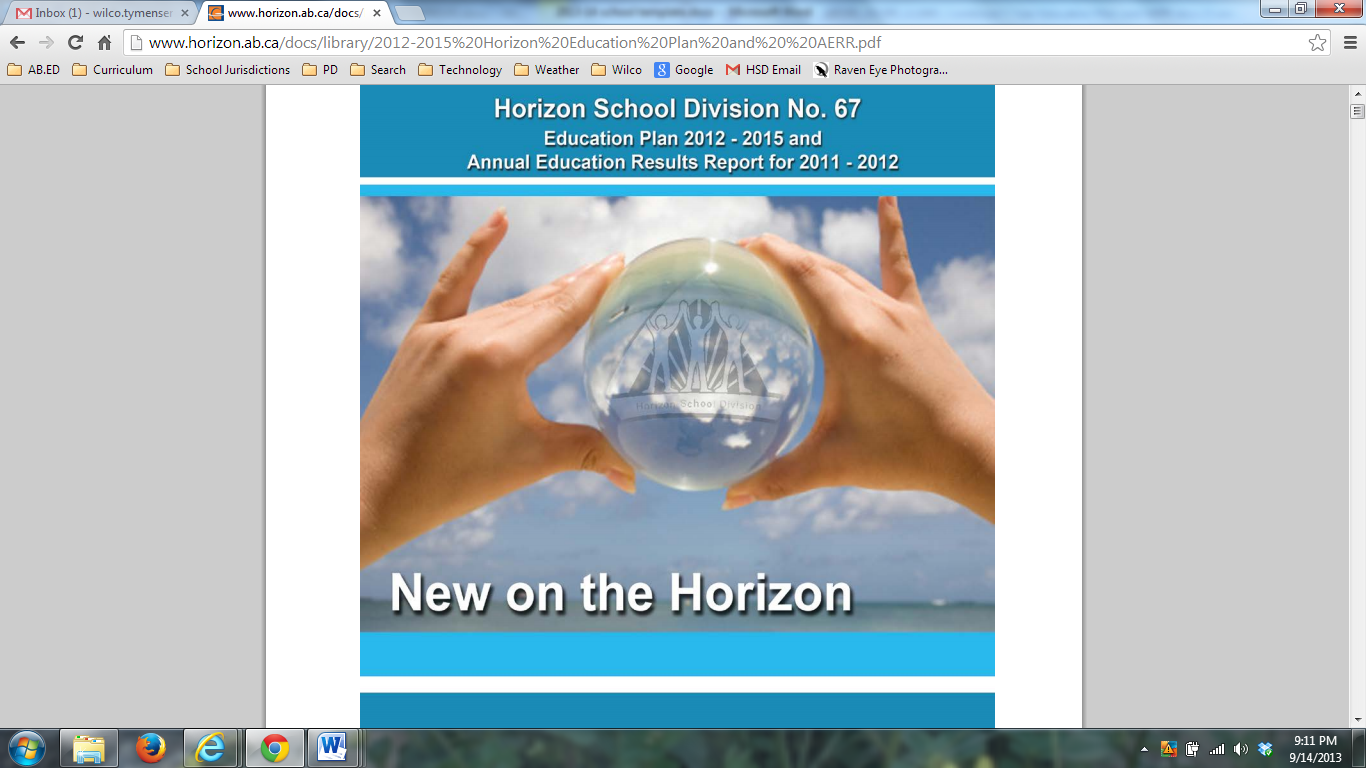 Inbox (1) - wilco.tymensen
www.horizon.ab.ca/docs/
www.horizon.ab.ca/docs/library/2012-2015%20Horizon%20Education%20Plan%20and%20%20AERR.pdf
AB.ED Curriculum School Jurisdictions PD Search Technology Weather Wilco Google HSD Email Raven Eye Photogra...
Horizon School Division No. 67
Education Plan 2012 - 2015 and
Annual Education Results Report for 2011 - 2012
Horizon School Division
New on the Horizon
9:11 PM
9/14/2013